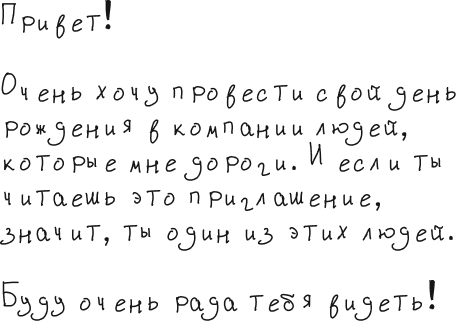 Привет!
Очень хочу провести свой день
рождения в компании людей,
которые мне дороги. И если ты
читаешь это приглашение,
значит, ты один из этих людей.
Буду очень рада тебя видеть!